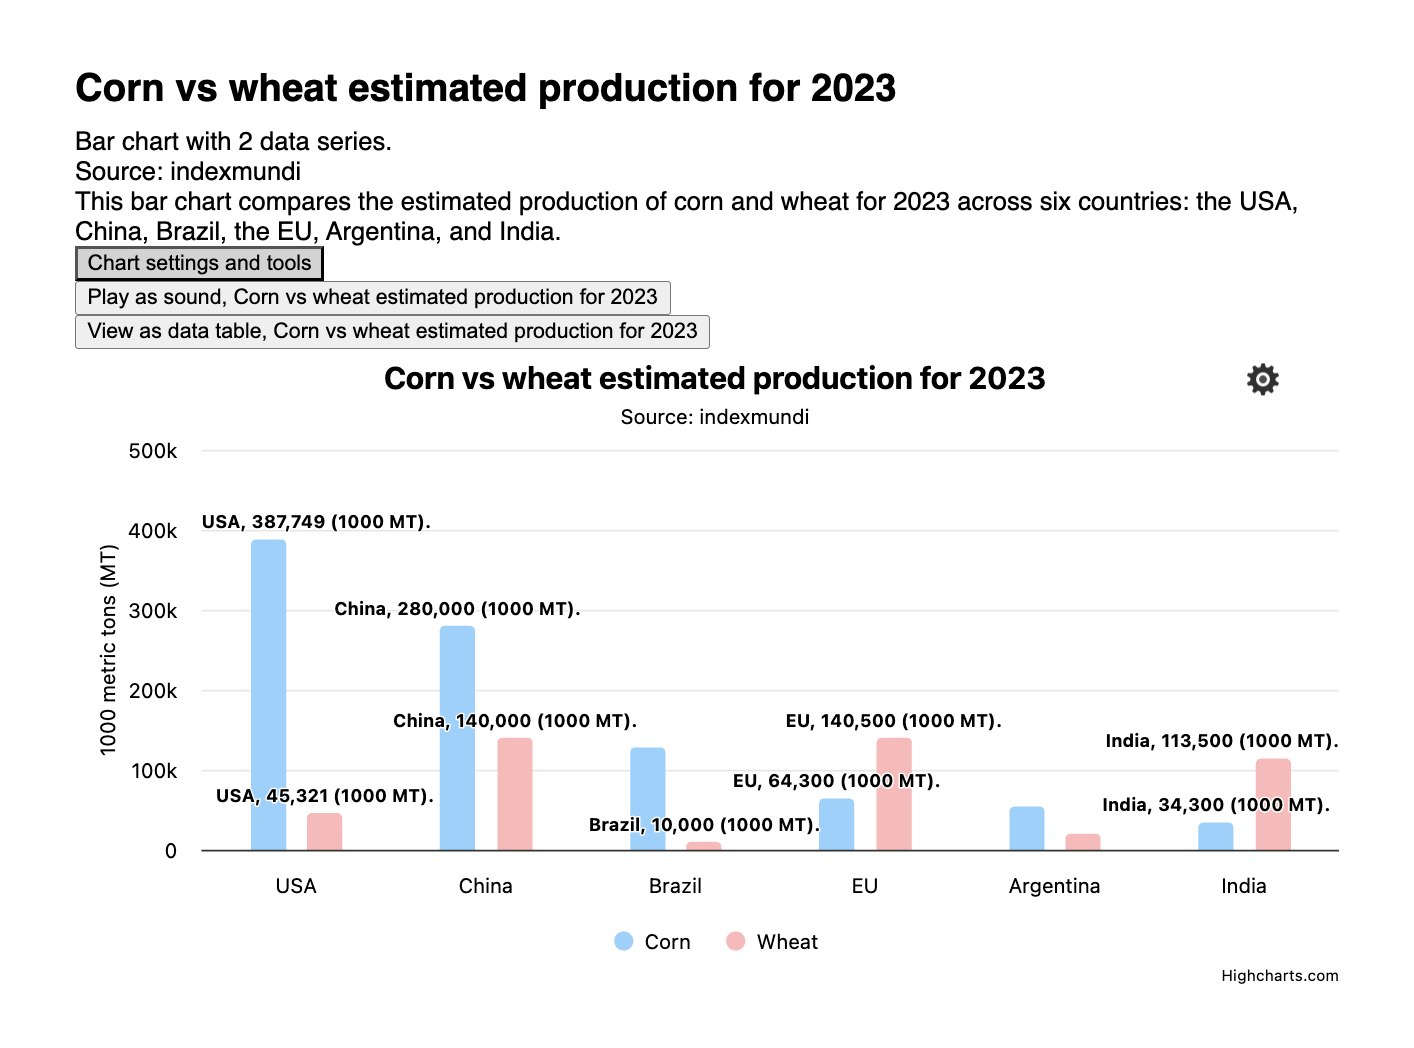 Corn vs wheat estimated production for 2023
Bar chart with 2 data series.
Source: indexmundi
This bar chart compares the estimated production of corn and wheat for 2023 across six countries: the USA,
China, Brazil, the EU, Argentina, and India.
Chart settings and tools
Play as sound, Corn vs wheat estimated production for 2023
View as data table, Corn vs wheat estimated production for 2023
Corn vs wheat estimated production for 2023
Source: indexmundi
1000 metric tons (MT)
500k
400k
300k
200k
100k
0
USA, 387,749 (1000 MT).
China, 280,000 (1000 MT).
China, 140,000 (1000 MT).
EU, 140,500 (1000 MT).
India, 113,500 (1000 MT).
EU, 64,300 (1000 MT).
USA, 45,321 (1000 MT).
India, 34,300 (1000 MT).
Brazil, 10,000 (1000 MT).
USA
China
Brazil
EU
Argentina
India
Corn
Wheat
Highcharts.com